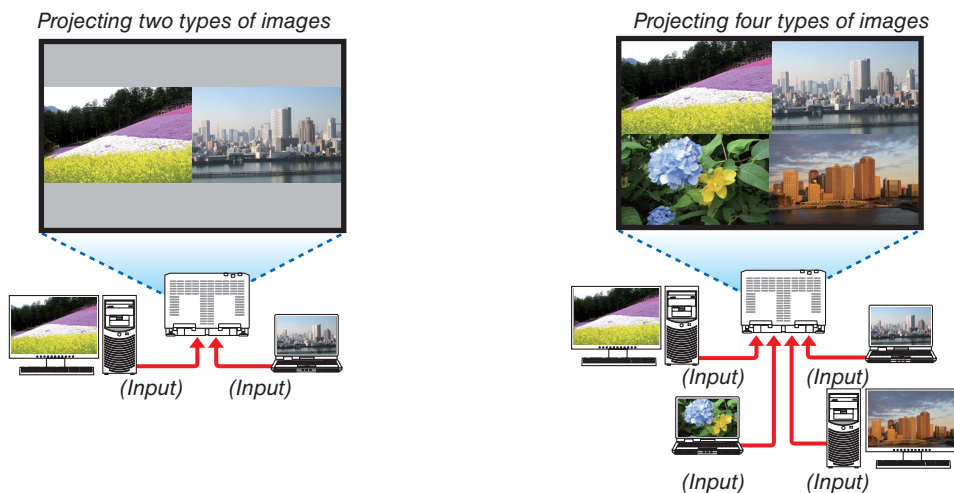 Projecting two types of images
(Input)
(Input)
Projecting four types of images
(Input)
(Input)
(Input)
(Input)